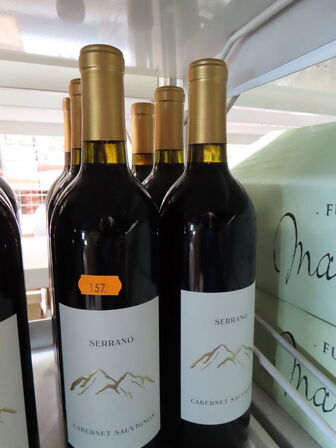 157.
SERRANO
CABERNET SAUVIGNON
SERRANO
CABERNET SAUVIGNON